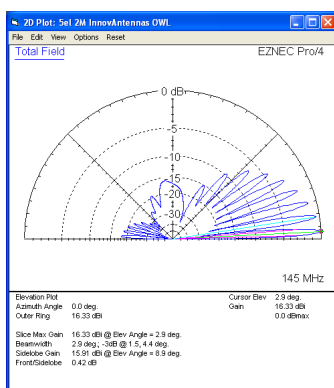 2D Plot: 5el 2M InnovAntennas OWL
File Edit View Options Reset
Total Field
EZNEC Pro/4
0 dB
-5
-10
-15
-20
-30
145 MHz
Elevation Plot
Azimuth Angle 0.0 deg.
Outer Ring 16.33 dBi
Cursor Elev 2.9 deg.
Gain 16.33 dBi
0.0 dBmax
Slice Max Gain 16.33 dBi @ Elev Angle = 2.9 deg.
Beamwidth 2.9 deg.; -3dB @ 1.5, 4.4 deg.
Sidelobe Gain 15.91 dBi @ Elev Angle = 8.9 deg.
Front/Sidelobe 0.42 dB